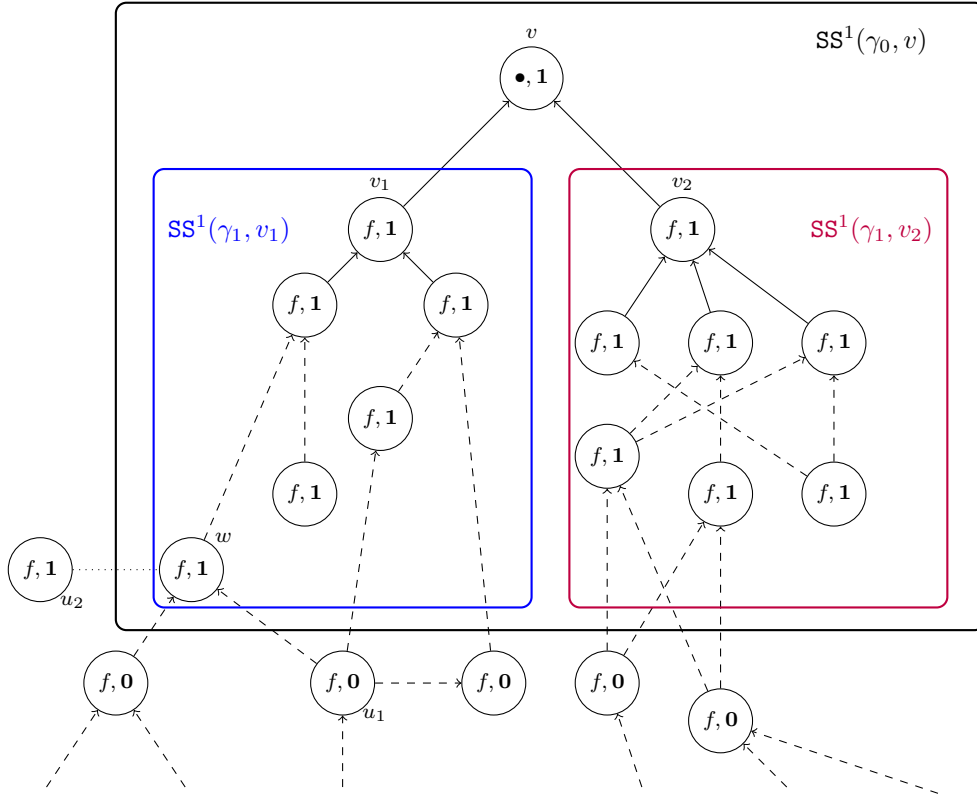 v
SS¹(γ₀, v)
•, 1
v₁
v₂
SS¹(γ₁, v₁)
f, 1
f, 1
SS¹(γ₁, v₂)
f, 1
f, 1
f, 1
f, 1
f, 1
f, 1
f, 1
f, 1
f, 1
f, 1
f, 1
w
f, 1
f, 1
u₂
f, 0
f, 0
f, 0
f, 0
u₁
f, 0